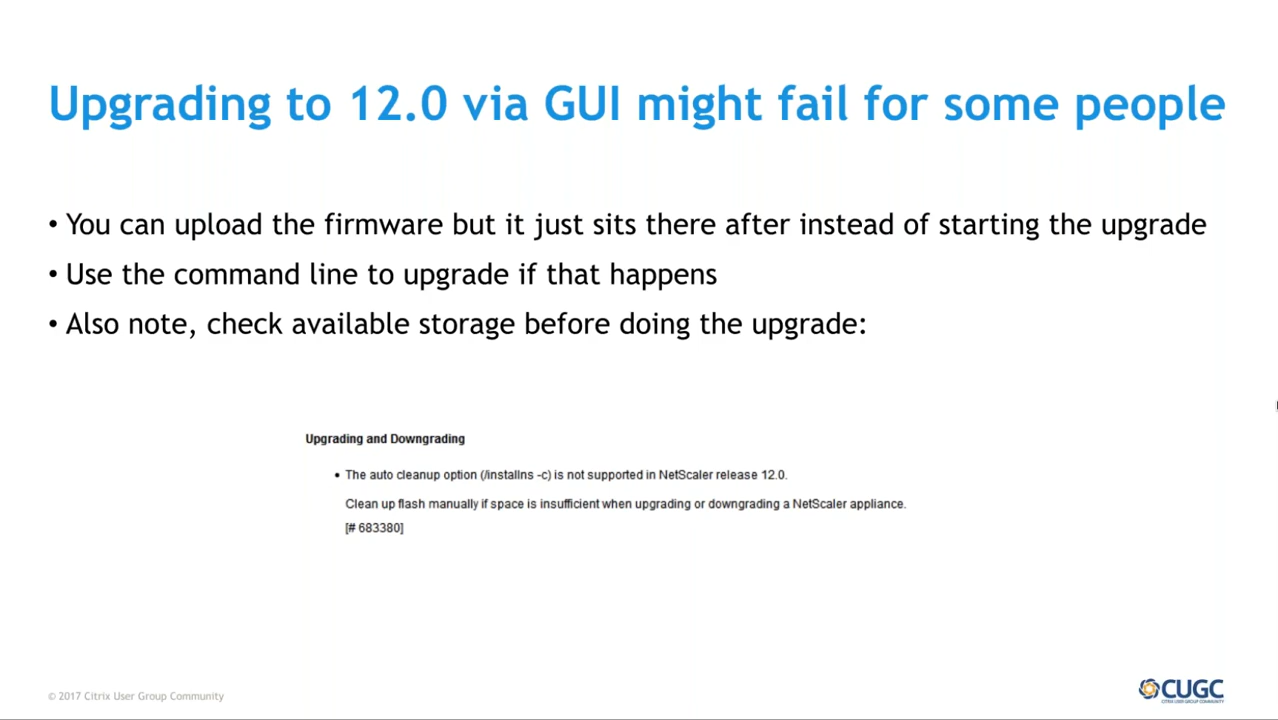 Upgrading to 12.0 via GUI might fail for some people
• You can upload the firmware but it just sits there after instead of starting the upgrade
• Use the command line to upgrade if that happens
• Also note, check available storage before doing the upgrade:
Upgrading and Downgrading
• The auto cleanup option (/installns -c) is not supported in NetScaler release 12.0.
Clean up flash manually if space is insufficient when upgrading or downgrading a NetScaler appliance.
[# 683380]
© 2017 Citrix User Group Community
CUGC
CITRIX USER GROUP COMMUNITY